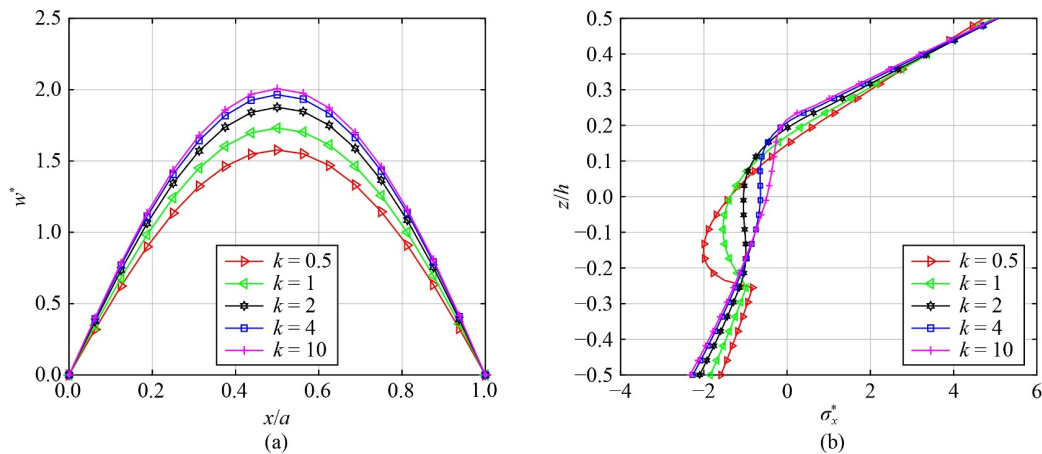 2.5
2.0
1.5
1.0
0.5
0.0
w*
0.0 0.2 0.4 0.6 0.8 1.0
x/a
k = 0.5
k = 1
k = 2
k = 4
k = 10
(a)
0.5
0.4
0.3
0.2
0.1
0.0
−0.1
−0.2
−0.3
−0.4
−0.5
z/h
−4 −2 0 2 4 6
σx*
k = 0.5
k = 1
k = 2
k = 4
k = 10
(b)